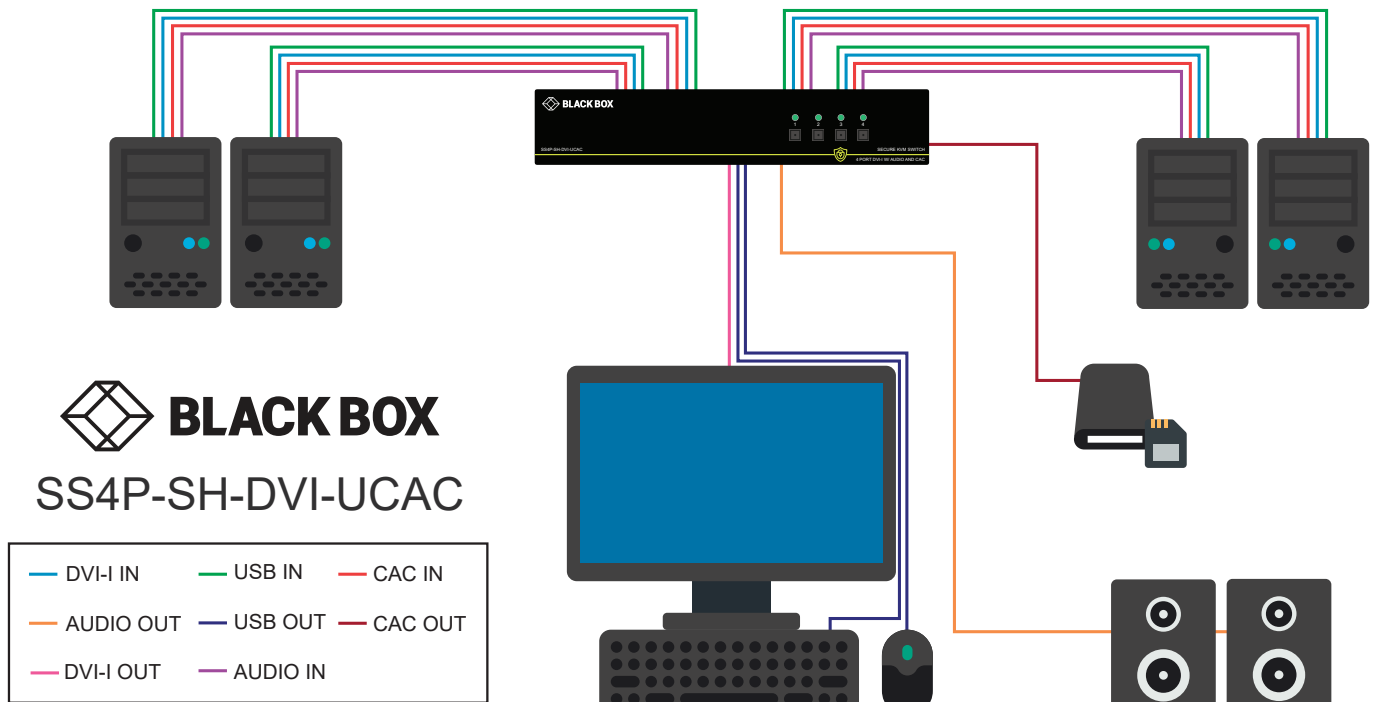 BLACK BOX
1 2 3 4
SS4P-SH-DVI-UCAC
SECURE KVM SWITCH
4 PORT DVI-I W/ AUDIO AND CAC
BLACK BOX
SS4P-SH-DVI-UCAC
DVI-I IN
USB IN
CAC IN
AUDIO OUT
USB OUT
CAC OUT
DVI-I OUT
AUDIO IN